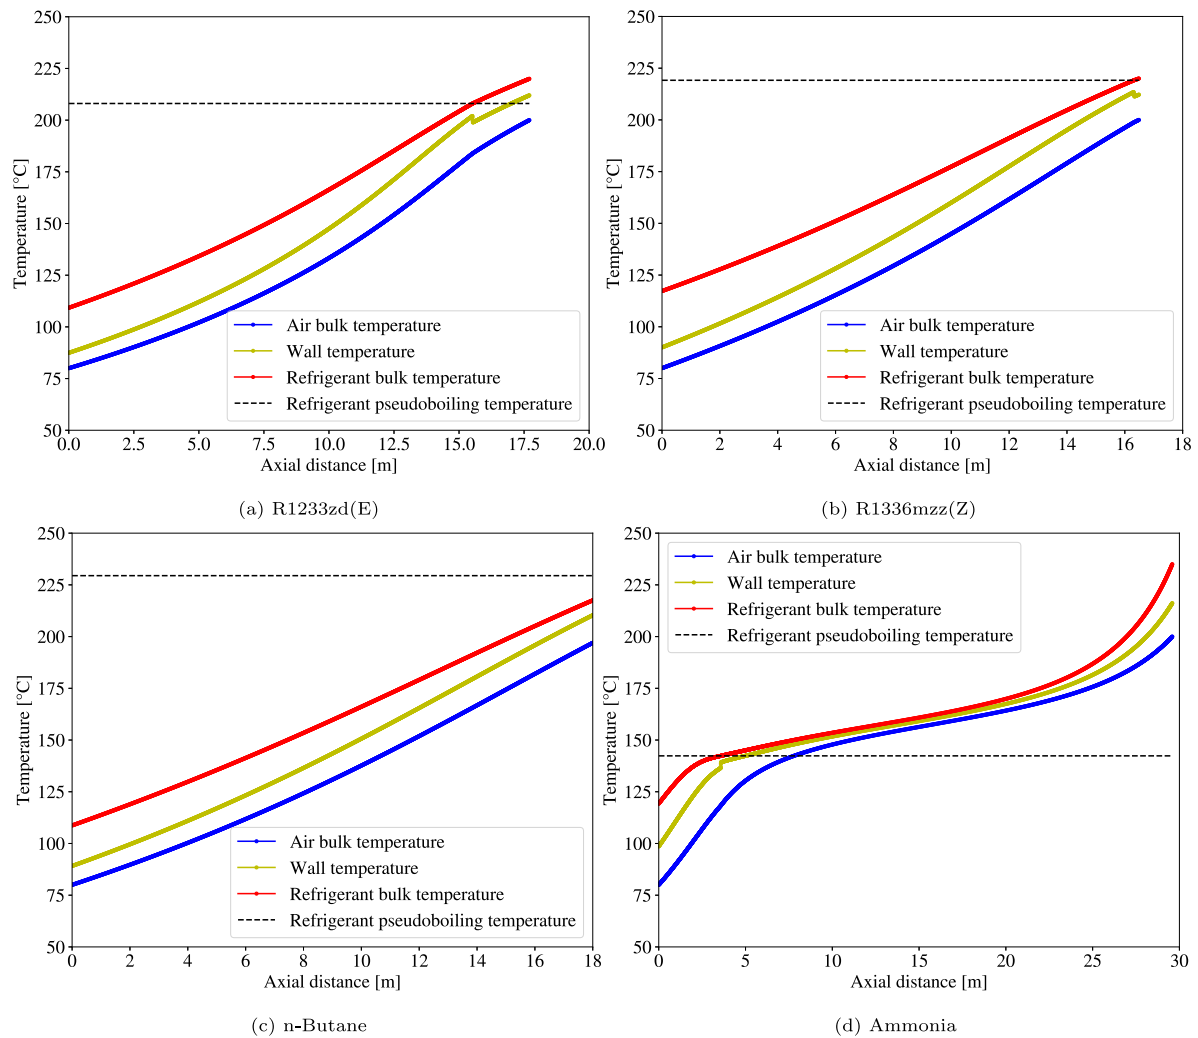 250
225
200
175
150
125
100
75
50
Temperature [°C]
Air bulk temperature
Wall temperature
Refrigerant bulk temperature
Refrigerant pseudoboiling temperature
0.0 2.5 5.0 7.5 10.0 12.5 15.0 17.5 20.0
Axial distance [m]
(a) R1233zd(E)
250
225
200
175
150
125
100
75
50
Temperature [°C]
Air bulk temperature
Wall temperature
Refrigerant bulk temperature
Refrigerant pseudoboiling temperature
0 2 4 6 8 10 12 14 16 18
Axial distance [m]
(b) R1336mzz(Z)
250
225
200
175
150
125
100
75
50
Temperature [°C]
Air bulk temperature
Wall temperature
Refrigerant bulk temperature
Refrigerant pseudoboiling temperature
0 2 4 6 8 10 12 14 16 18
Axial distance [m]
(c) n-Butane
250
225
200
175
150
125
100
75
50
Temperature [°C]
Air bulk temperature
Wall temperature
Refrigerant bulk temperature
Refrigerant pseudoboiling temperature
0 5 10 15 20 25 30
Axial distance [m]
(d) Ammonia